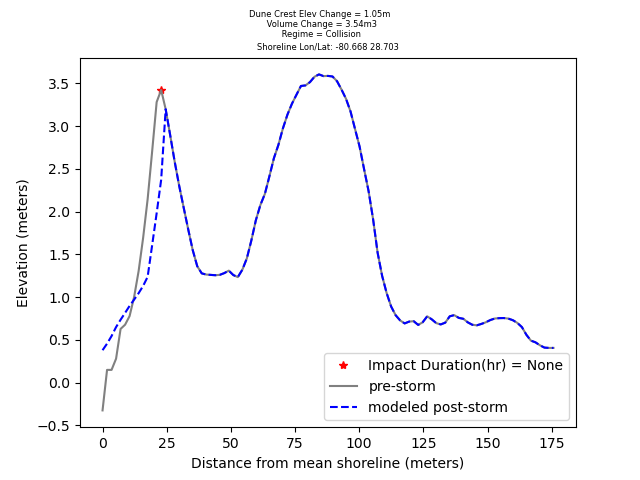 Dune Crest Elev Change = 1.05m
Volume Change = 3.54m3
Regime = Collision
Shoreline Lon/Lat: -80.668 28.703
3.5
3.0
2.5
2.0
1.5
1.0
0.5
0.0
−0.5
Elevation (meters)
Impact Duration(hr) = None
pre-storm
modeled post-storm
0 25 50 75 100 125 150 175
Distance from mean shoreline (meters)